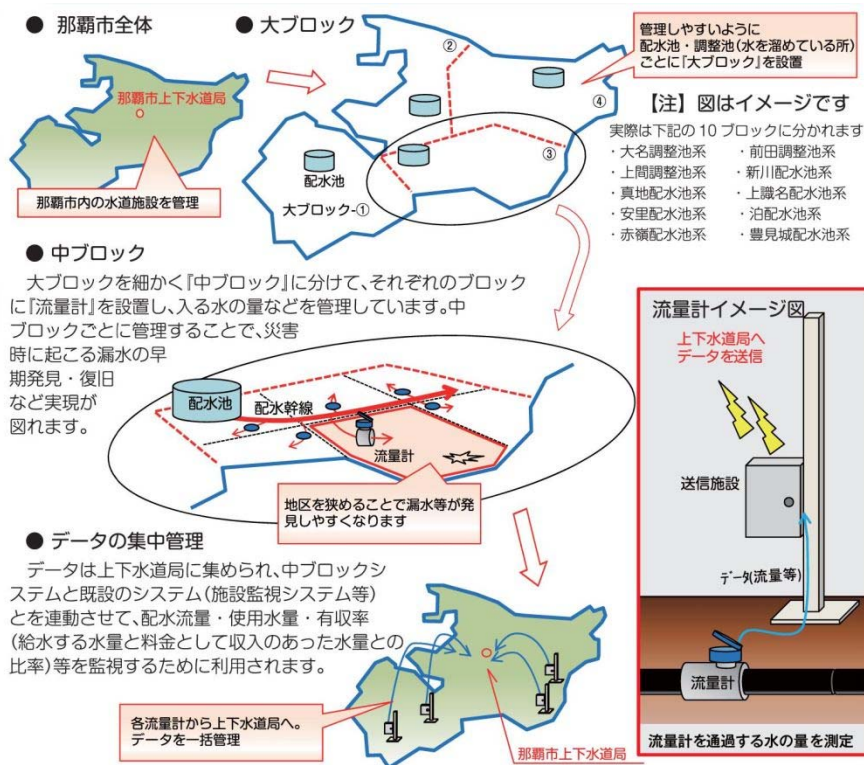 ● 那覇市全体
那覇市上下水道局
那覇市内の水道施設を管理
● 大ブロック
②
④
③
配水池
大ブロック-①
管理しやすいように
配水池・調整池(水を溜めている所)
ごとに『大ブロック』を設置
【注】図はイメージです
実際は下記の10ブロックに分かれます
・大名調整池系 ・前田調整池系
・上間調整池系 ・新川配水池系
・真地配水池系 ・上識名配水池系
・安里配水池系 ・泊配水池系
・赤嶺配水池系 ・豊見城配水池系
● 中ブロック
大ブロックを細かく『中ブロック』に分けて、それぞれのブロック
に『流量計』を設置し、入る水の量などを管理しています。中
ブロックごとに管理することで、災害
時に起こる漏水の早
期発見・復旧
など実現が
図れます。
配水池
配水幹線
流量計
地区を狭めることで漏水等が発
見しやすくなります
● データの集中管理
データは上下水道局に集められ、中ブロックシ
ステムと既設のシステム(施設監視システム等)
とを連動させて、配水流量・使用水量・有収率
(給水する水量と料金として収入のあった水量との
比率)等を監視するために利用されます。
各流量計から上下水道局へ。
データを一括管理
那覇市上下水道局
流量計イメージ図
上下水道局へ
データを送信
送信施設
データ(流量等)
流量計
流量計を通過する水の量を測定